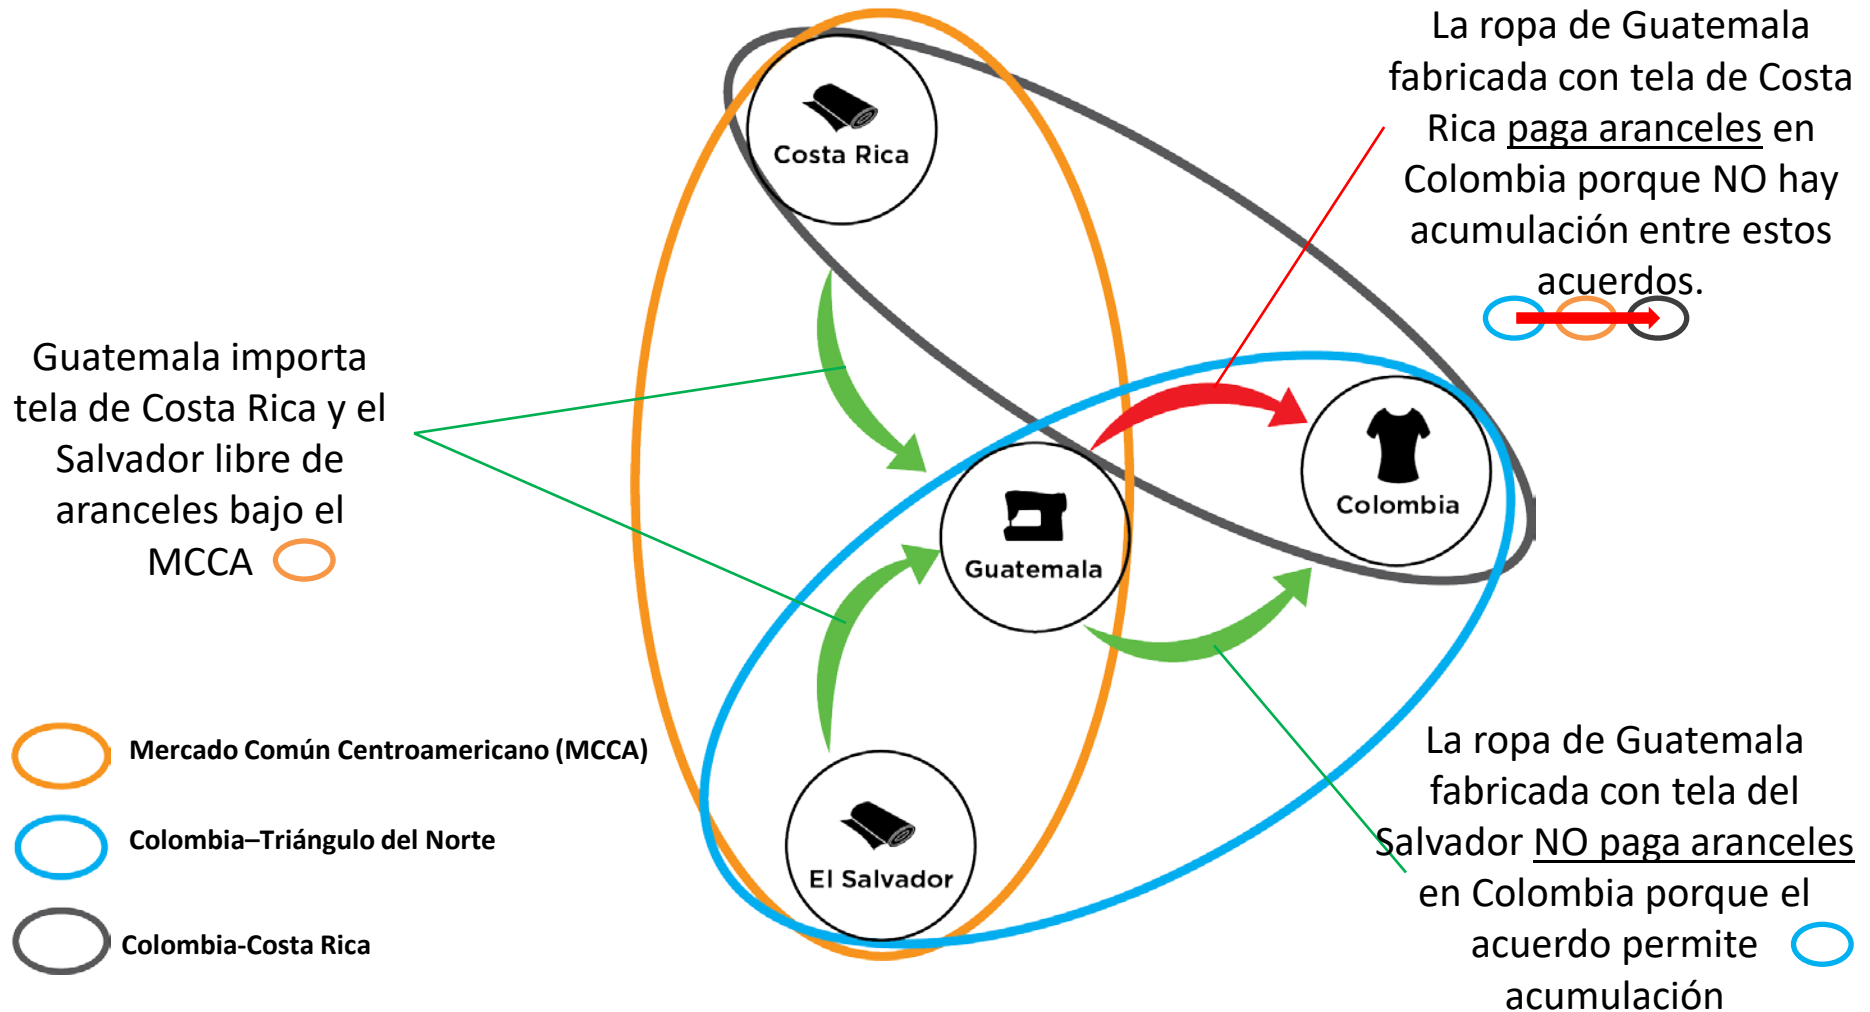 La ropa de Guatemala
fabricada con tela de Costa
Rica paga aranceles en
Colombia porque NO hay
acumulación entre estos
acuerdos.
Costa Rica
Guatemala importa
tela de Costa Rica y el
Salvador libre de
aranceles bajo el
MCCA
Colombia
Guatemala
El Salvador
Mercado Común Centroamericano (MCCA)
Colombia–Triángulo del Norte
Colombia-Costa Rica
La ropa de Guatemala
fabricada con tela del
Salvador NO paga aranceles
en Colombia porque el
acuerdo permite
acumulación